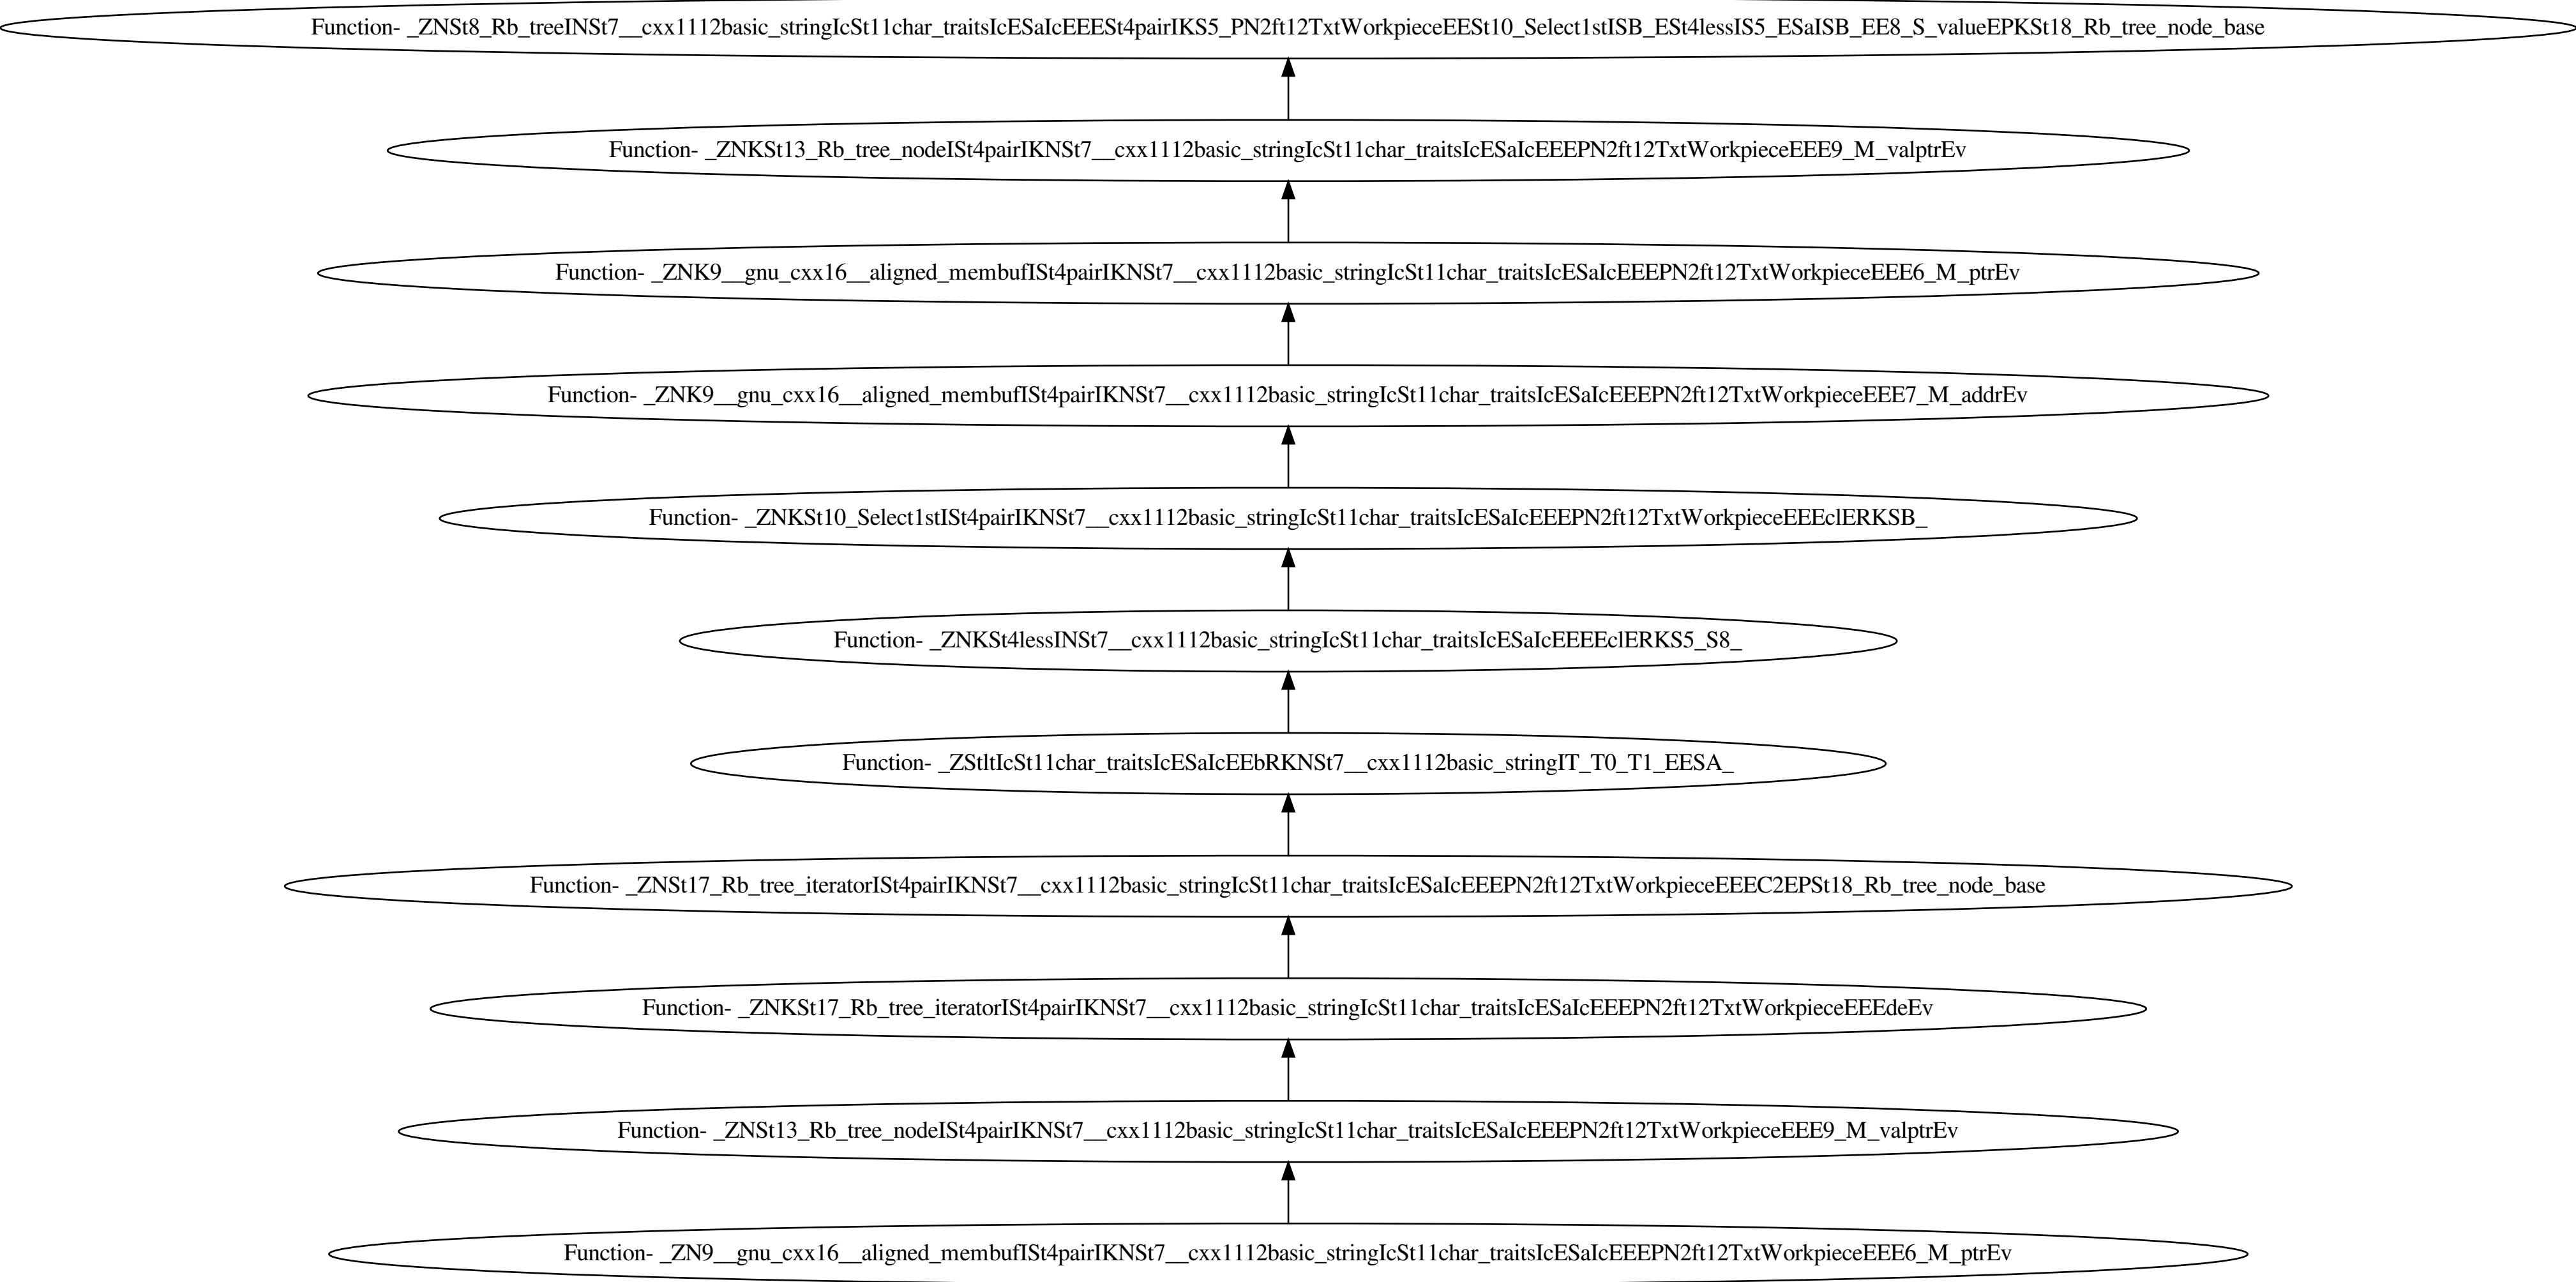 Function- _ZNSt8_Rb_treeINSt7__cxx1112basic_stringIcSt11char_traitsIcESaIcEEESt4pairIKS5_PN2ft12TxtWorkpieceEESt10_Select1stISB_ESt4lessIS5_ESaISB_EE8_S_valueEPKSt18_Rb_tree_node_base
Function- _ZNKSt13_Rb_tree_nodeISt4pairIKNSt7__cxx1112basic_stringIcSt11char_traitsIcESaIcEEEPN2ft12TxtWorkpieceEEE9_M_valptrEv
Function- _ZNK9__gnu_cxx16__aligned_membufISt4pairIKNSt7__cxx1112basic_stringIcSt11char_traitsIcESaIcEEEPN2ft12TxtWorkpieceEEE6_M_ptrEv
Function- _ZNK9__gnu_cxx16__aligned_membufISt4pairIKNSt7__cxx1112basic_stringIcSt11char_traitsIcESaIcEEEPN2ft12TxtWorkpieceEEE7_M_addrEv
Function- _ZNKSt10_Select1stISt4pairIKNSt7__cxx1112basic_stringIcSt11char_traitsIcESaIcEEEPN2ft12TxtWorkpieceEEEclERKSB_
Function- _ZNKSt4lessINSt7__cxx1112basic_stringIcSt11char_traitsIcESaIcEEEEclERKS5_S8_
Function- _ZStltIcSt11char_traitsIcESaIcEEbRKNSt7__cxx1112basic_stringIT_T0_T1_EESA_
Function- _ZNSt17_Rb_tree_iteratorISt4pairIKNSt7__cxx1112basic_stringIcSt11char_traitsIcESaIcEEEPN2ft12TxtWorkpieceEEEC2EPSt18_Rb_tree_node_base
Function- _ZNKSt17_Rb_tree_iteratorISt4pairIKNSt7__cxx1112basic_stringIcSt11char_traitsIcESaIcEEEPN2ft12TxtWorkpieceEEEdeEv
Function- _ZNSt13_Rb_tree_nodeISt4pairIKNSt7__cxx1112basic_stringIcSt11char_traitsIcESaIcEEEPN2ft12TxtWorkpieceEEE9_M_valptrEv
Function- _ZN9__gnu_cxx16__aligned_membufISt4pairIKNSt7__cxx1112basic_stringIcSt11char_traitsIcESaIcEEEPN2ft12TxtWorkpieceEEE6_M_ptrEv